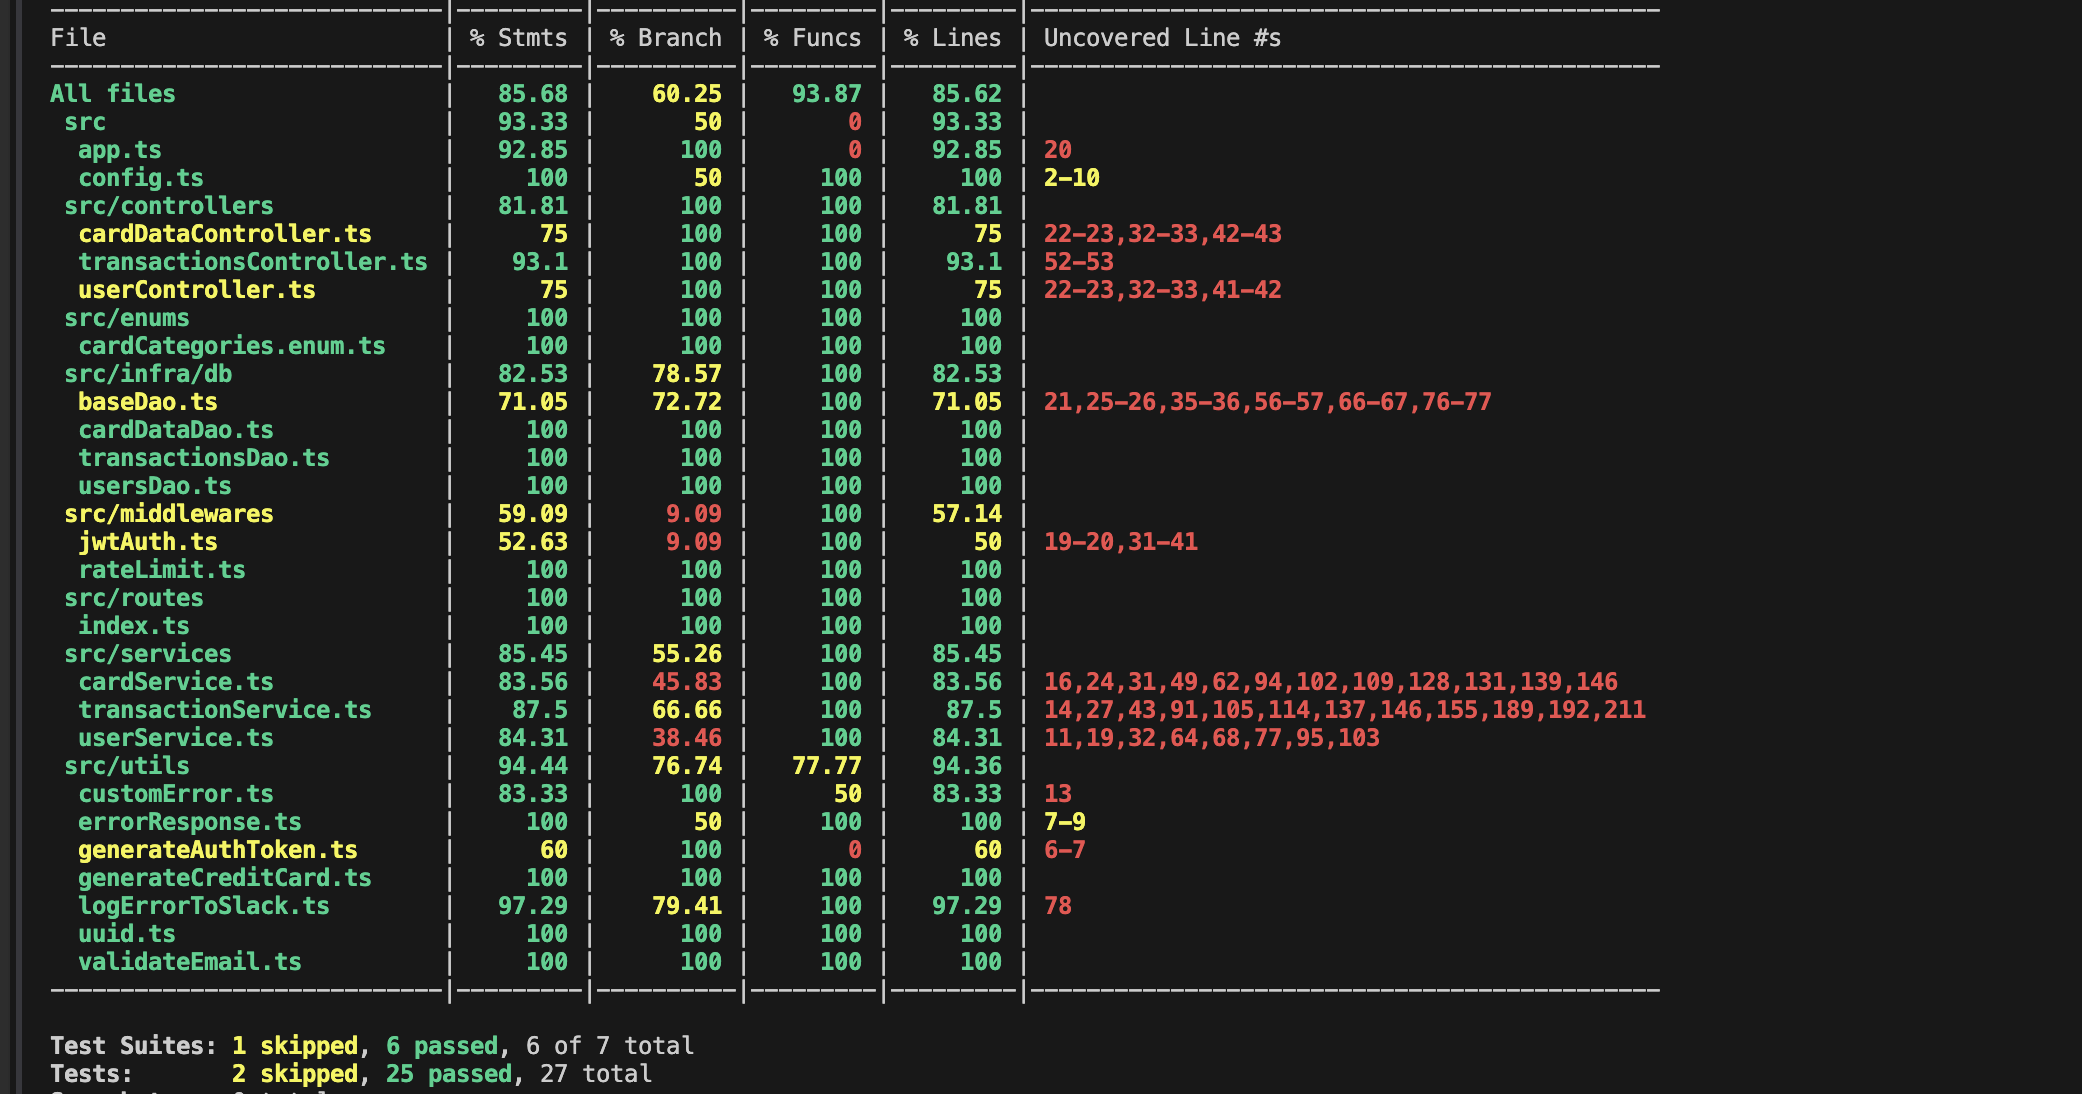 File | % Stmts | % Branch | % Funcs | % Lines | Uncovered Line #s
All files | 85.68 | 60.25 | 93.87 | 85.62 |
src | 93.33 | 50 | 0 | 93.33 |
app.ts | 92.85 | 100 | 0 | 92.85 | 20
config.ts | 100 | 50 | 100 | 100 | 2-10
src/controllers | 81.81 | 100 | 100 | 81.81 |
cardDataController.ts | 75 | 100 | 100 | 75 | 22-23,32-33,42-43
transactionsController.ts | 93.1 | 100 | 100 | 93.1 | 52-53
userController.ts | 75 | 100 | 100 | 75 | 22-23,32-33,41-42
src/enums | 100 | 100 | 100 | 100 |
cardCategories.enum.ts | 100 | 100 | 100 | 100 |
src/infra/db | 82.53 | 78.57 | 100 | 82.53 |
baseDao.ts | 71.05 | 72.72 | 100 | 71.05 | 21,25-26,35-36,56-57,66-67,76-77
cardDataDao.ts | 100 | 100 | 100 | 100 |
transactionsDao.ts | 100 | 100 | 100 | 100 |
usersDao.ts | 100 | 100 | 100 | 100 |
src/middlewares | 59.09 | 9.09 | 100 | 57.14 |
jwtAuth.ts | 52.63 | 9.09 | 100 | 50 | 19-20,31-41
rateLimit.ts | 100 | 100 | 100 | 100 |
src/routes | 100 | 100 | 100 | 100 |
index.ts | 100 | 100 | 100 | 100 |
src/services | 85.45 | 55.26 | 100 | 85.45 |
cardService.ts | 83.56 | 45.83 | 100 | 83.56 | 16,24,31,49,62,94,102,109,128,131,139,146
transactionService.ts | 87.5 | 66.66 | 100 | 87.5 | 14,27,43,91,105,114,137,146,155,189,192,211
userService.ts | 84.31 | 38.46 | 100 | 84.31 | 11,19,32,64,68,77,95,103
src/utils | 94.44 | 76.74 | 77.77 | 94.36 |
customError.ts | 83.33 | 100 | 50 | 83.33 | 13
errorResponse.ts | 100 | 50 | 100 | 100 | 7-9
generateAuthToken.ts | 60 | 100 | 0 | 60 | 6-7
generateCreditCard.ts | 100 | 100 | 100 | 100 |
logErrorToSlack.ts | 97.29 | 79.41 | 100 | 97.29 | 78
uuid.ts | 100 | 100 | 100 | 100 |
validateEmail.ts | 100 | 100 | 100 | 100 |
Test Suites: 1 skipped, 6 passed, 6 of 7 total
Tests: 2 skipped, 25 passed, 27 total